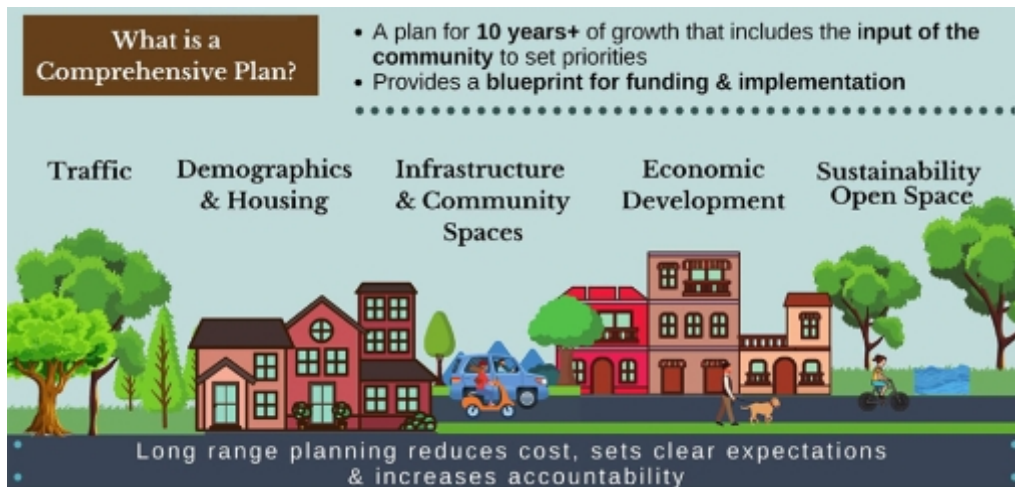 What is a
Comprehensive Plan?
• A plan for 10 years+ of growth that includes the input of the
community to set priorities
• Provides a blueprint for funding & implementation
Traffic
Demographics
& Housing
Infrastructure
& Community
Spaces
Economic
Development
Sustainability
Open Space
Long range planning reduces cost, sets clear expectations
& increases accountability